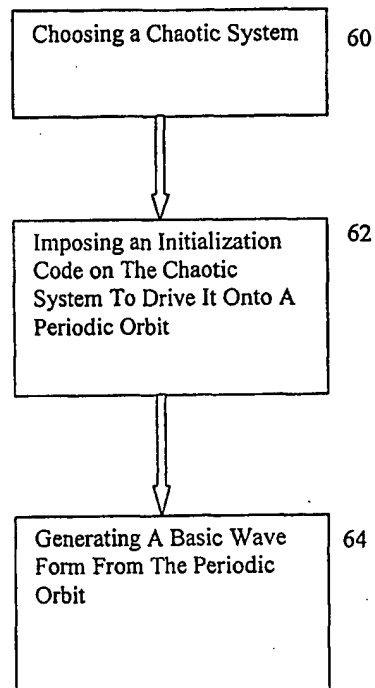 Choosing a Chaotic System
60
Imposing an Initialization
Code on The Chaotic
System To Drive It Onto A
Periodic Orbit
62
Generating A Basic Wave
Form From The Periodic
Orbit
64